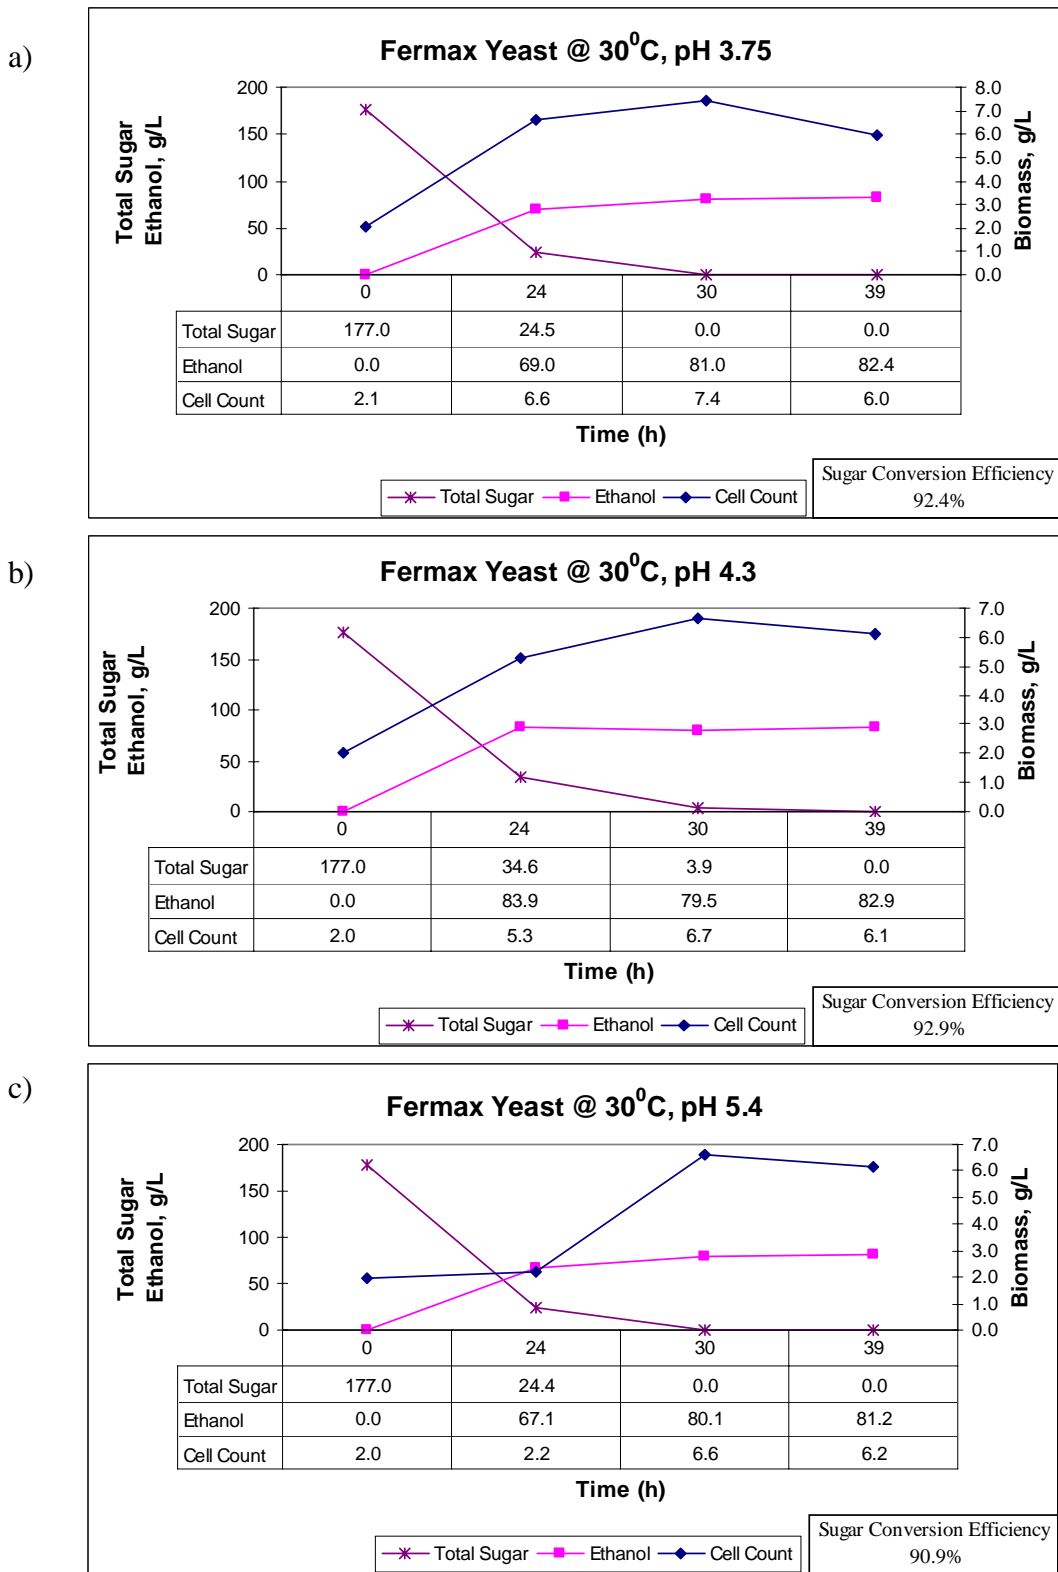 a)
Fermax Yeast @ 30⁰C, pH 3.75
Total Sugar
Ethanol, g/L
200
150
100
50
0
8.0
7.0
6.0
5.0
4.0
3.0
2.0
1.0
0.0
Biomass, g/L
0 24 30 39
Total Sugar 177.0 24.5 0.0 0.0
Ethanol 0.0 69.0 81.0 82.4
Cell Count 2.1 6.6 7.4 6.0
Time (h)
Total Sugar Ethanol Cell Count
Sugar Conversion Efficiency
92.4%
b)
Fermax Yeast @ 30⁰C, pH 4.3
Total Sugar
Ethanol, g/L
200
150
100
50
0
7.0
6.0
5.0
4.0
3.0
2.0
1.0
0.0
Biomass, g/L
0 24 30 39
Total Sugar 177.0 34.6 3.9 0.0
Ethanol 0.0 83.9 79.5 82.9
Cell Count 2.0 5.3 6.7 6.1
Time (h)
Total Sugar Ethanol Cell Count
Sugar Conversion Efficiency
92.9%
c)
Fermax Yeast @ 30⁰C, pH 5.4
Total Sugar
Ethanol, g/L
200
150
100
50
0
7.0
6.0
5.0
4.0
3.0
2.0
1.0
0.0
Biomass, g/L
0 24 30 39
Total Sugar 177.0 24.4 0.0 0.0
Ethanol 0.0 67.1 80.1 81.2
Cell Count 2.0 2.2 6.6 6.2
Time (h)
Total Sugar Ethanol Cell Count
Sugar Conversion Efficiency
90.9%